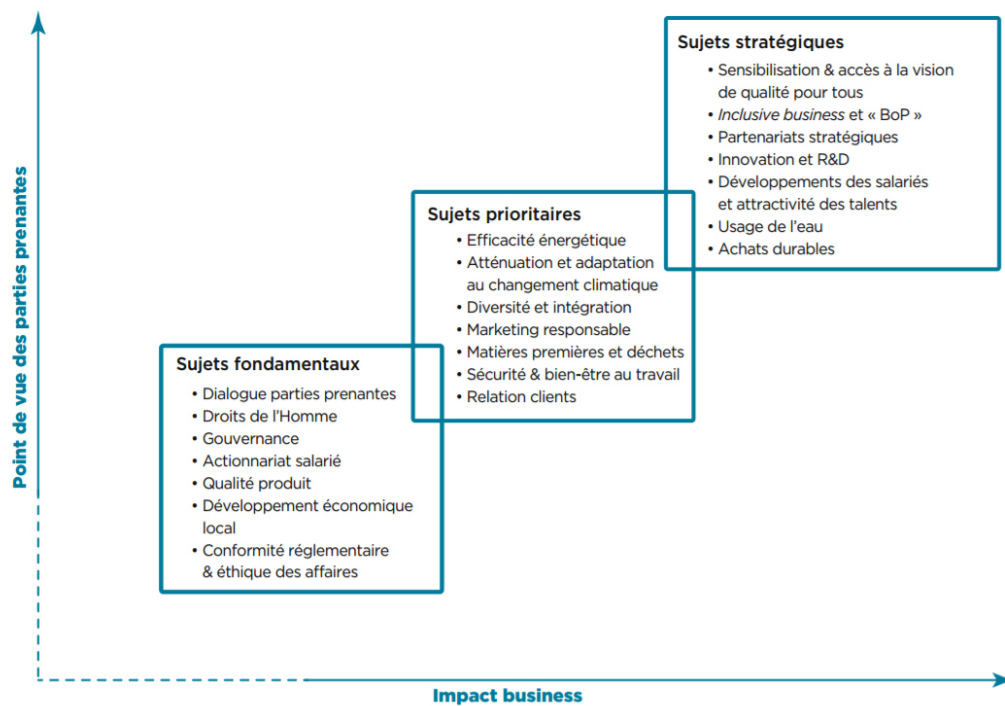 Point de vue des parties prenantes
Sujets stratégiques
• Sensibilisation & accès à la vision
de qualité pour tous
• Inclusive business et « BoP »
• Partenariats stratégiques
• Innovation et R&D
• Développements des salariés
et attractivité des talents
• Usage de l'eau
• Achats durables
Sujets prioritaires
• Efficacité énergétique
• Atténuation et adaptation
au changement climatique
• Diversité et intégration
• Marketing responsable
• Matières premières et déchets
• Sécurité & bien-être au travail
• Relation clients
Sujets fondamentaux
• Dialogue parties prenantes
• Droits de l'Homme
• Gouvernance
• Actionnariat salarié
• Qualité produit
• Développement économique
local
• Conformité réglementaire
& éthique des affaires
Impact business